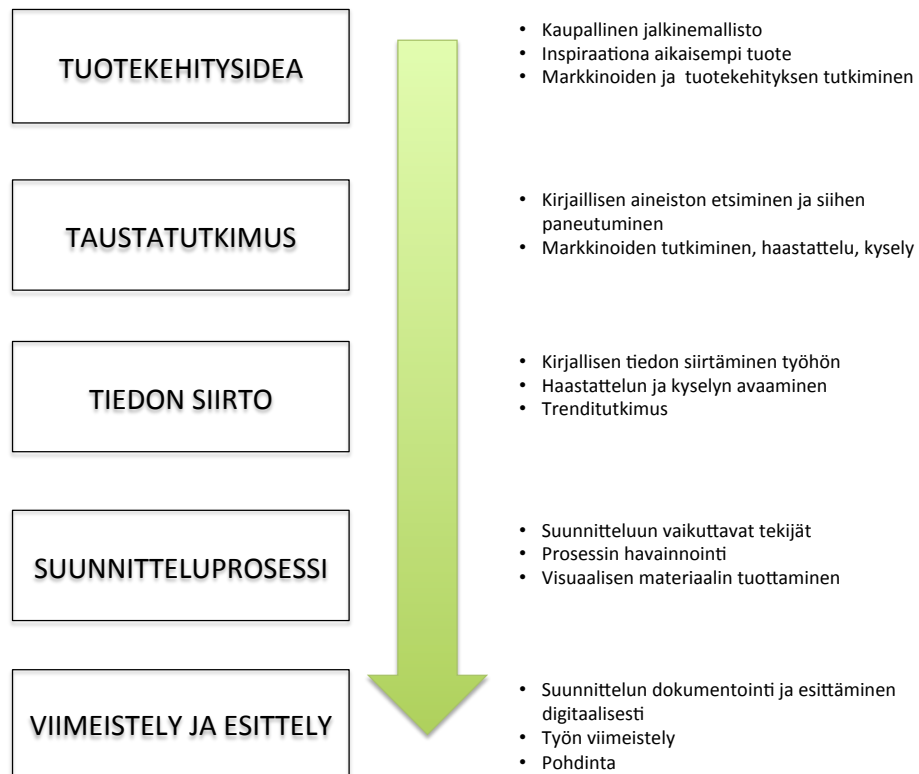 TUOTEKEHITYSIDEA
• Kaupallinen jalkinemallisto
• Inspiraationa aikaisempi tuote
• Markkinoiden ja tuotekehityksen tutkiminen
TAUSTATUTKIMUS
• Kirjaillisen aineiston etsiminen ja siihen
paneutuminen
• Markkinoiden tutkiminen, haastattelu, kysely
TIEDON SIIRTO
• Kirjallisen tiedon siirtäminen työhön
• Haastattelun ja kyselyn avaaminen
• Trenditutkimus
SUUNNITTELUPROSESSI
• Suunnitteluun vaikuttavat tekijät
• Prosessin havainnointi
• Visuaalisen materiaalin tuottaminen
VIIMEISTELY JA ESITTELY
• Suunnittelun dokumentointi ja esittäminen
digitaalisesti
• Työn viimeistely
• Pohdinta